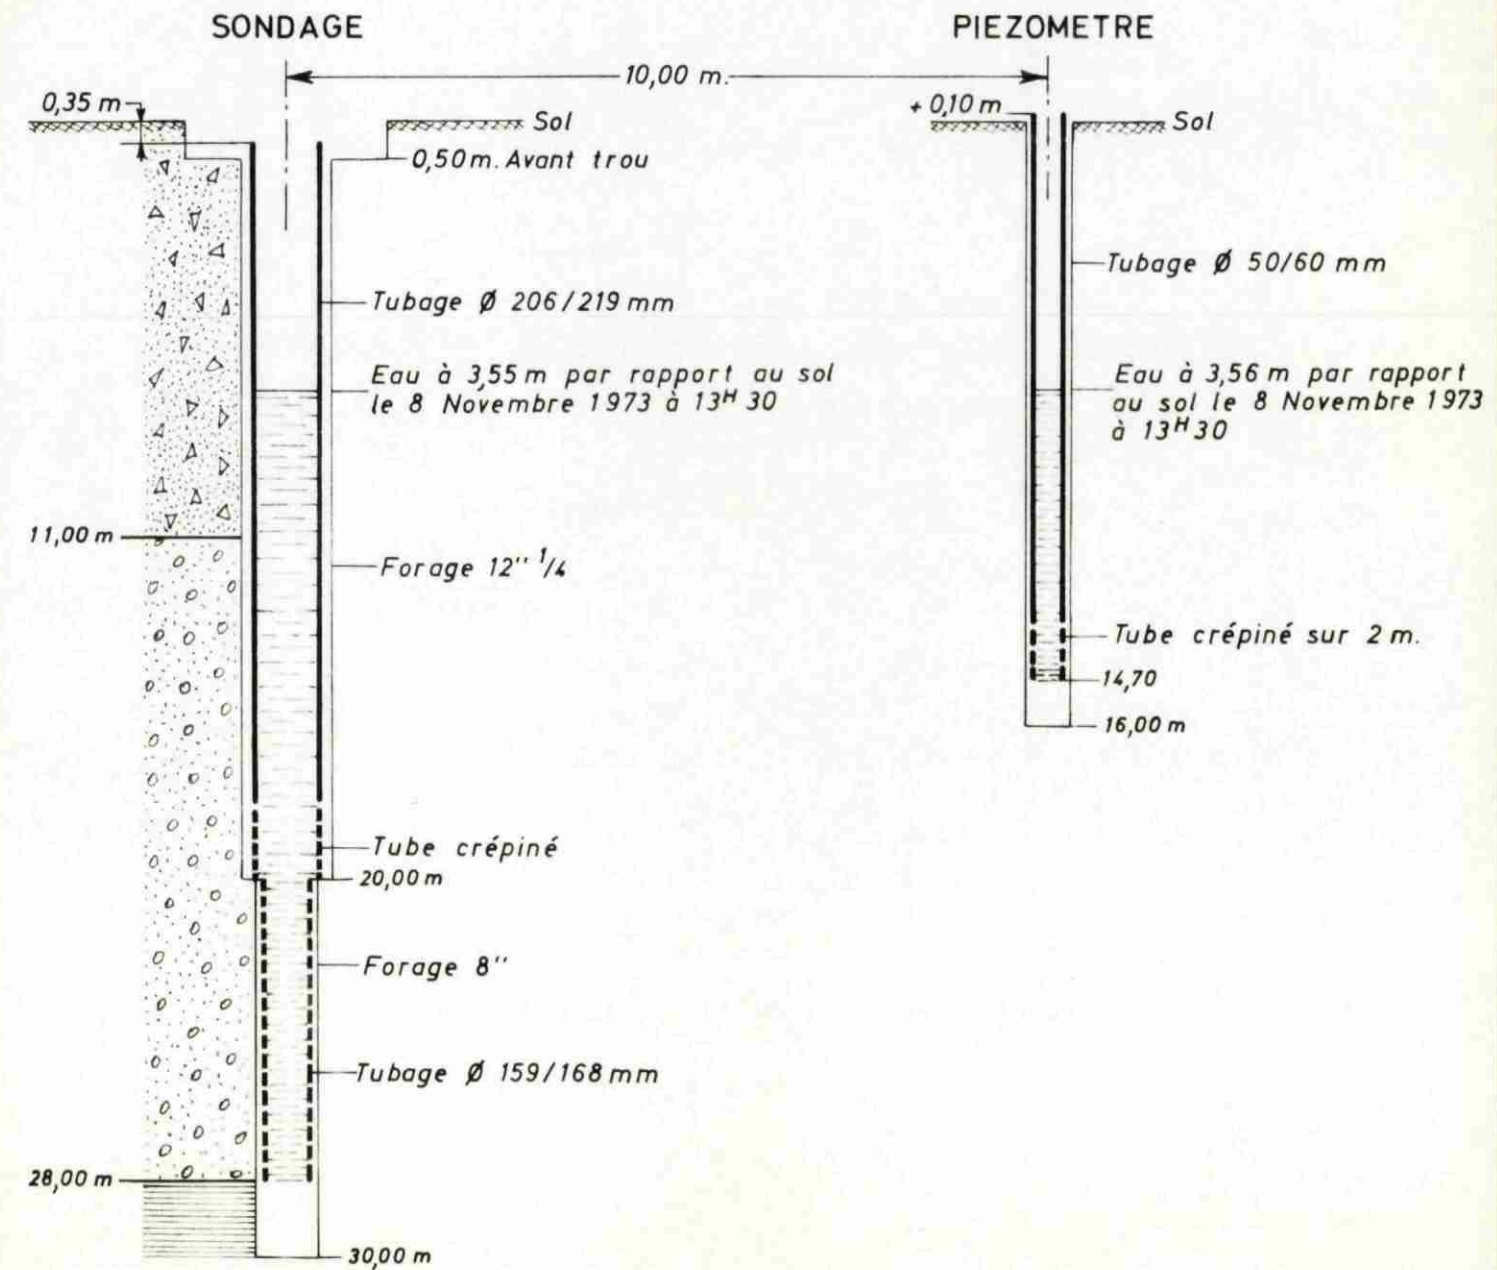 SONDAGE
PIEZOMETRE
10,00 m.
0,35 m
+ 0,10 m
Sol
Sol
0,50 m. Avant trou
Tubage Ø 50/60 mm
Tubage Ø 206/219 mm
Eau à 3,55 m par rapport au sol
le 8 Novembre 1973 à 13H 30
Eau à 3,56 m par rapport
au sol le 8 Novembre 1973
à 13H 30
11,00 m
Forage 12'' 1/4
Tube crépiné sur 2 m.
14,70
16,00 m
Tube crépiné
20,00 m
Forage 8''
Tubage Ø 159/168 mm
28,00 m
30,00 m